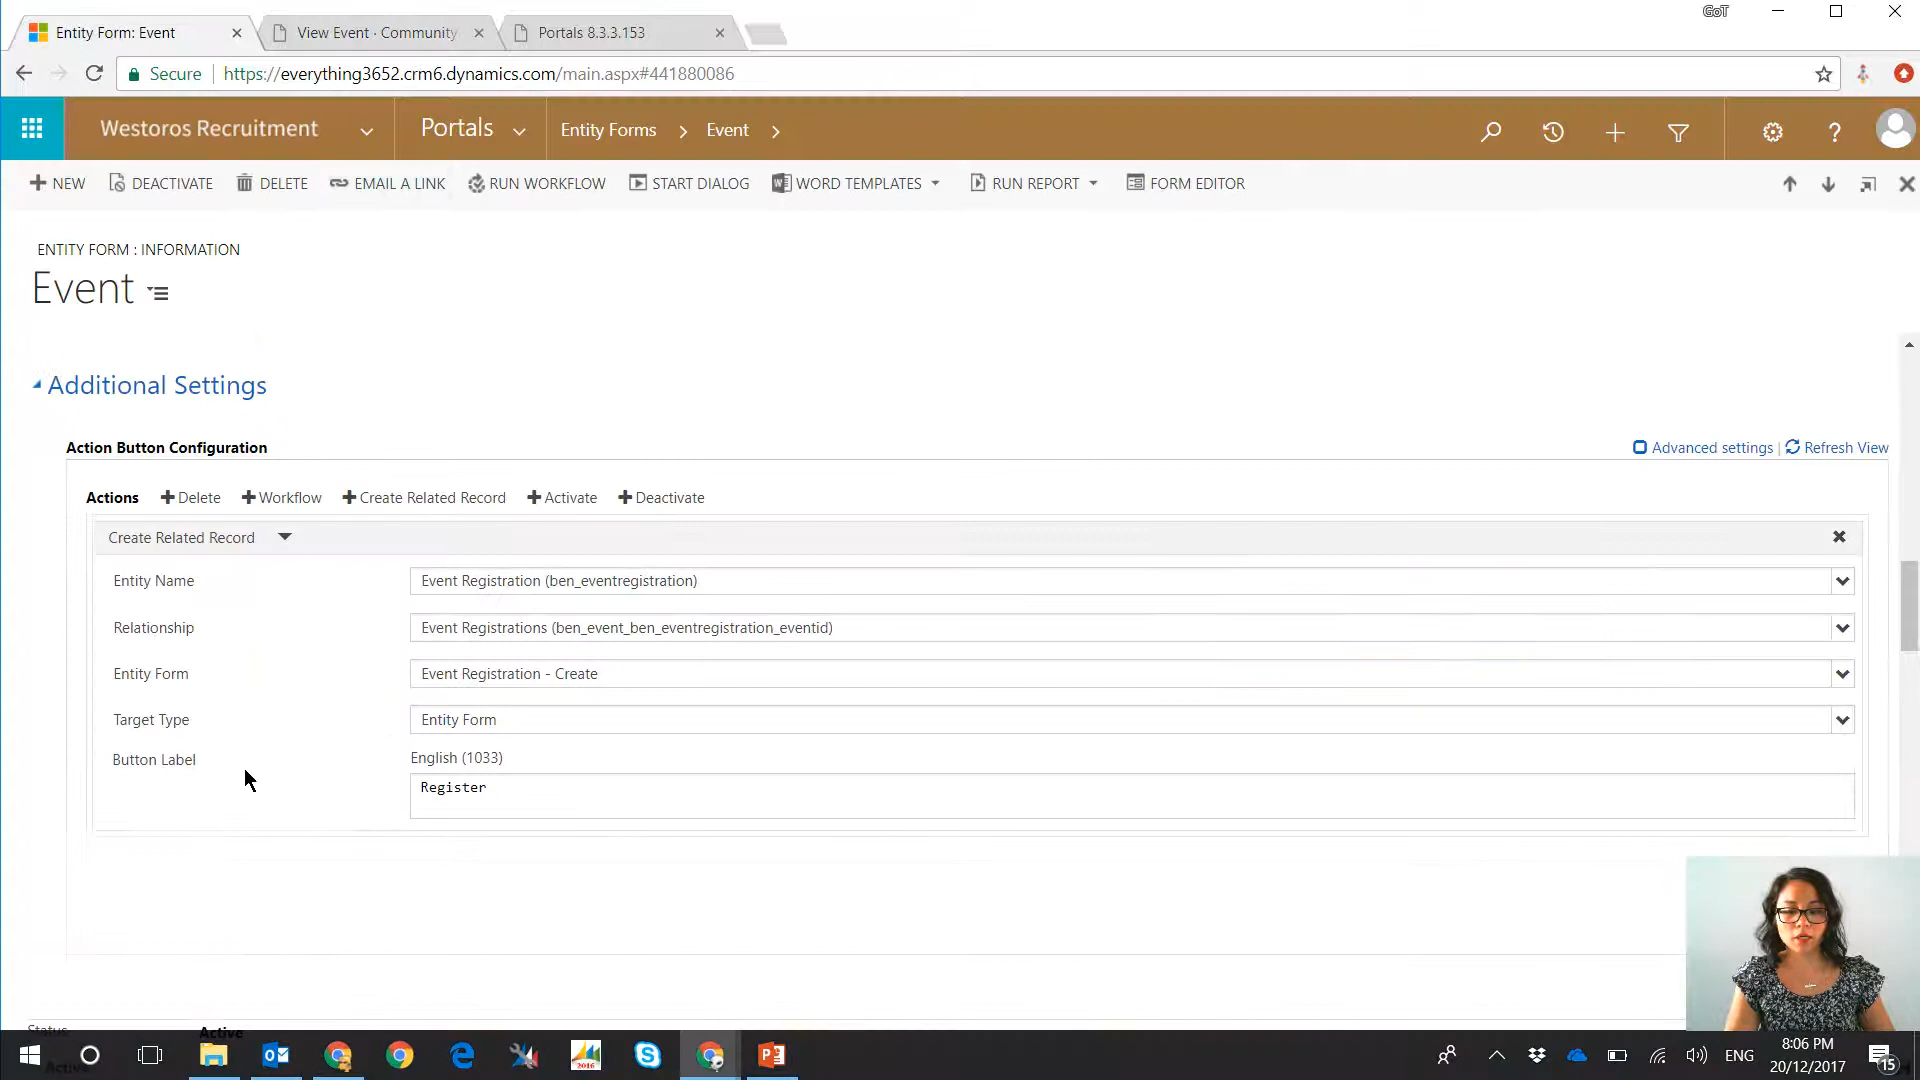 GoT
Entity Form: Event
View Event · Community
Portals 8.3.3.153
Secure
https://everything3652.crm6.dynamics.com/main.aspx#441880086
Westoros Recruitment
Portals
Entity Forms
Event
NEW
DEACTIVATE
DELETE
EMAIL A LINK
RUN WORKFLOW
START DIALOG
WORD TEMPLATES
RUN REPORT
FORM EDITOR
ENTITY FORM : INFORMATION
Event
Additional Settings
Action Button Configuration
Advanced settings | Refresh View
Actions
Delete
Workflow
Create Related Record
Activate
Deactivate
Create Related Record
Entity Name
Event Registration (ben_eventregistration)
Relationship
Event Registrations (ben_event_ben_eventregistration_eventid)
Entity Form
Event Registration - Create
Target Type
Entity Form
Button Label
English (1033)
Register
Status
Active
Active
2016
ENG
8:06 PM
20/12/2017
15